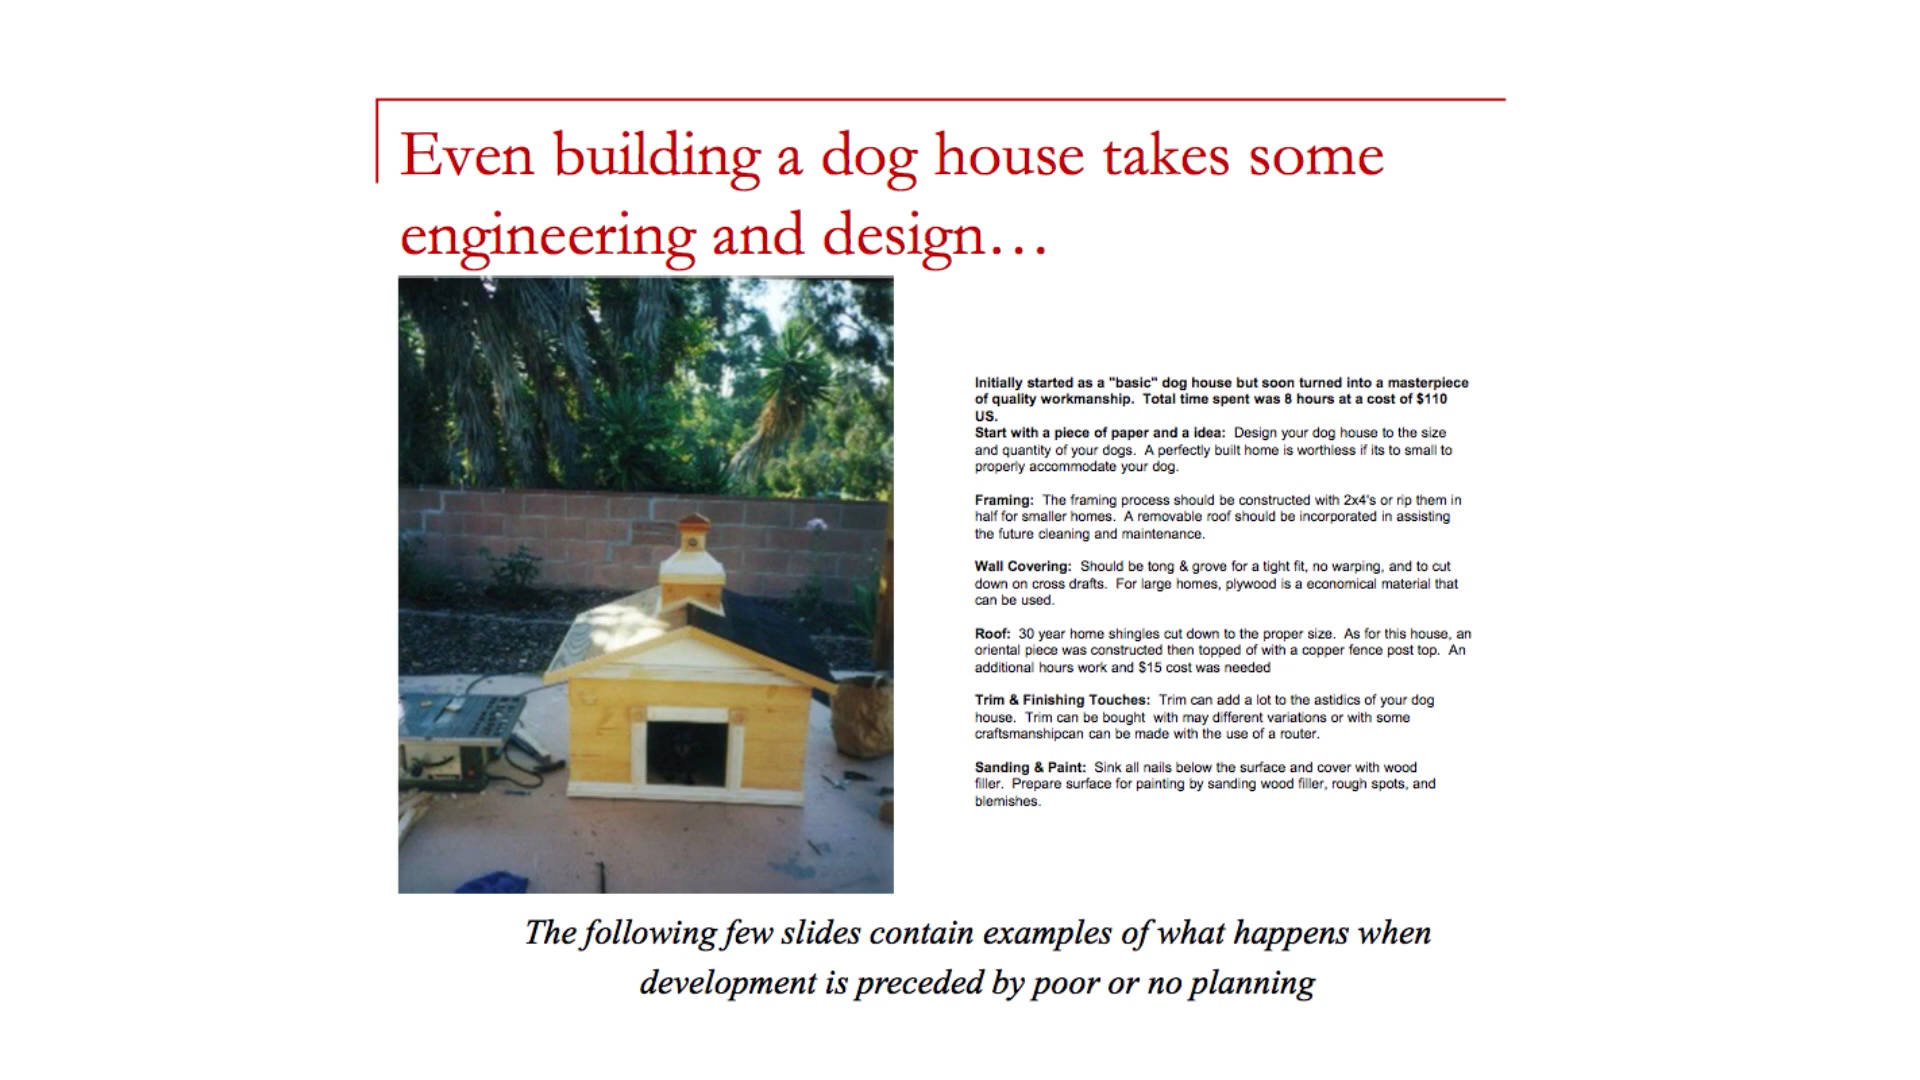 Even building a dog house takes some
engineering and design…
Initially started as a "basic" dog house but soon turned into a masterpiece
of quality workmanship.  Total time spent was 8 hours at a cost of $110
US.
Start with a piece of paper and a idea:  Design your dog house to the size
and quantity of your dogs.  A perfectly built home is worthless if its to small to
properly accommodate your dog.
Framing:  The framing process should be constructed with 2x4's or rip them in
half for smaller homes.  A removable roof should be incorporated in assisting
the future cleaning and maintenance.
Wall Covering:  Should be tong & grove for a tight fit, no warping, and to cut
down on cross drafts.  For large homes, plywood is a economical material that
can be used.
Roof:  30 year home shingles cut down to the proper size.  As for this house, an
oriental piece was constructed then topped of with a copper fence post top.  An
additional hours work and $15 cost was needed
Trim & Finishing Touches:  Trim can add a lot to the astidics of your dog
house.  Trim can be bought  with may different variations or with some
craftsmanshipcan can be made with the use of a router.
Sanding & Paint:  Sink all nails below the surface and cover with wood
filler.  Prepare surface for painting by sanding wood filler, rough spots, and
blemishes.
The following few slides contain examples of what happens when
development is preceded by poor or no planning